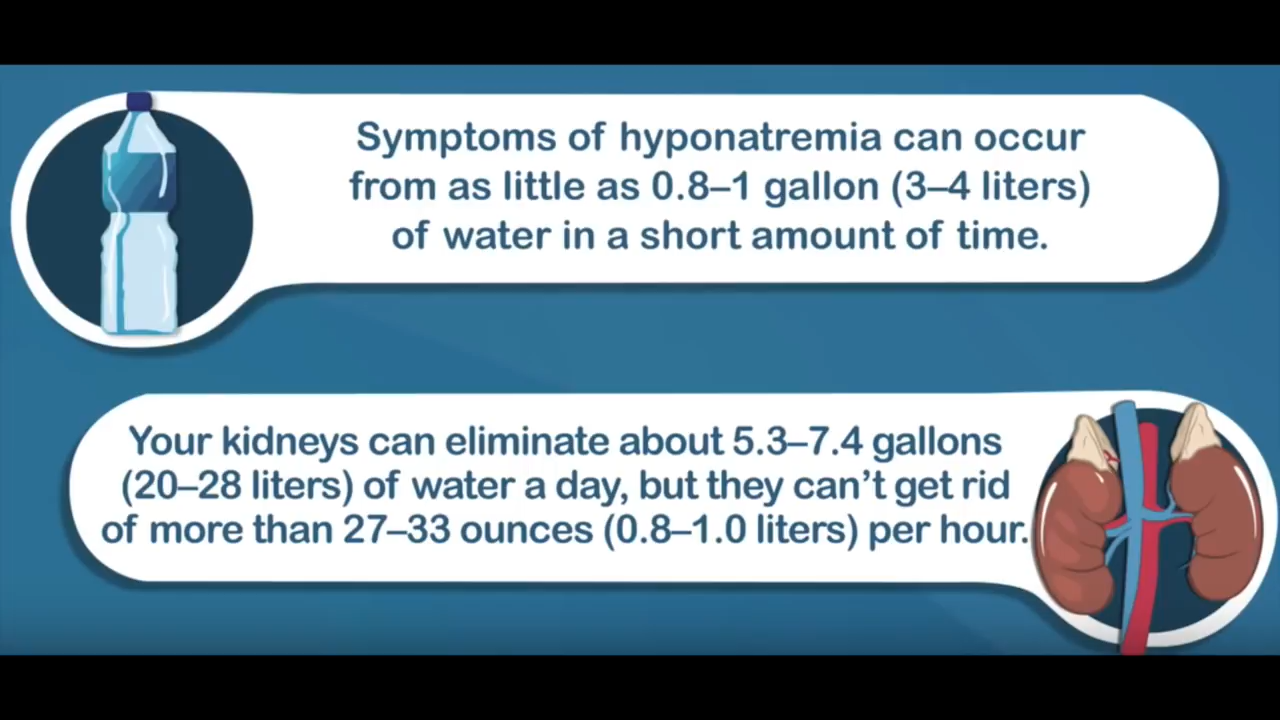 Symptoms of hyponatremia can occur
from as little as 0.8–1 gallon (3–4 liters)
of water in a short amount of time.
Your kidneys can eliminate about 5.3–7.4 gallons
(20–28 liters) of water a day, but they can’t get rid
of more than 27–33 ounces (0.8–1.0 liters) per hour.